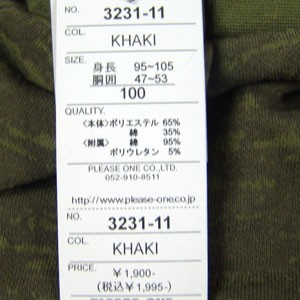 NO. 3231-11
COL. KHAKI
SIZE.
身長 95~105
胴囲 47~53
100
QUALITY.
<本体>ポリエステル 65%
綿 35%
<附属> 綿 95%
ポリウレタン 5%
PLEASE ONE CO.,LTD.
052-910-8511
http://www.please-one.co.jp
NO. 3231-11
COL. KHAKI
PRICE. ¥1,900-
(税込¥1,995-)